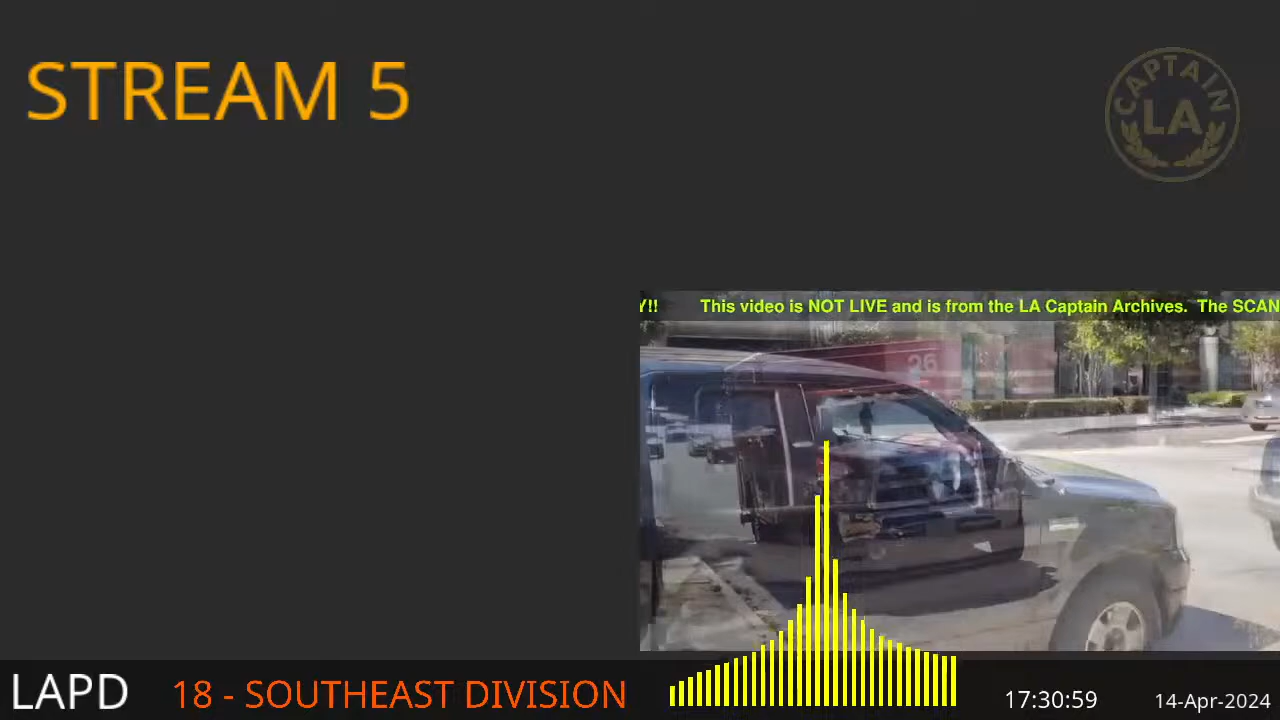 STREAM 5
CAPTAIN
LA
Y!! This video is NOT LIVE and is from the LA Captain Archives. The SCAN
26
LAPD 18 - SOUTHEAST DIVISION 17:30:59 14-Apr-2024